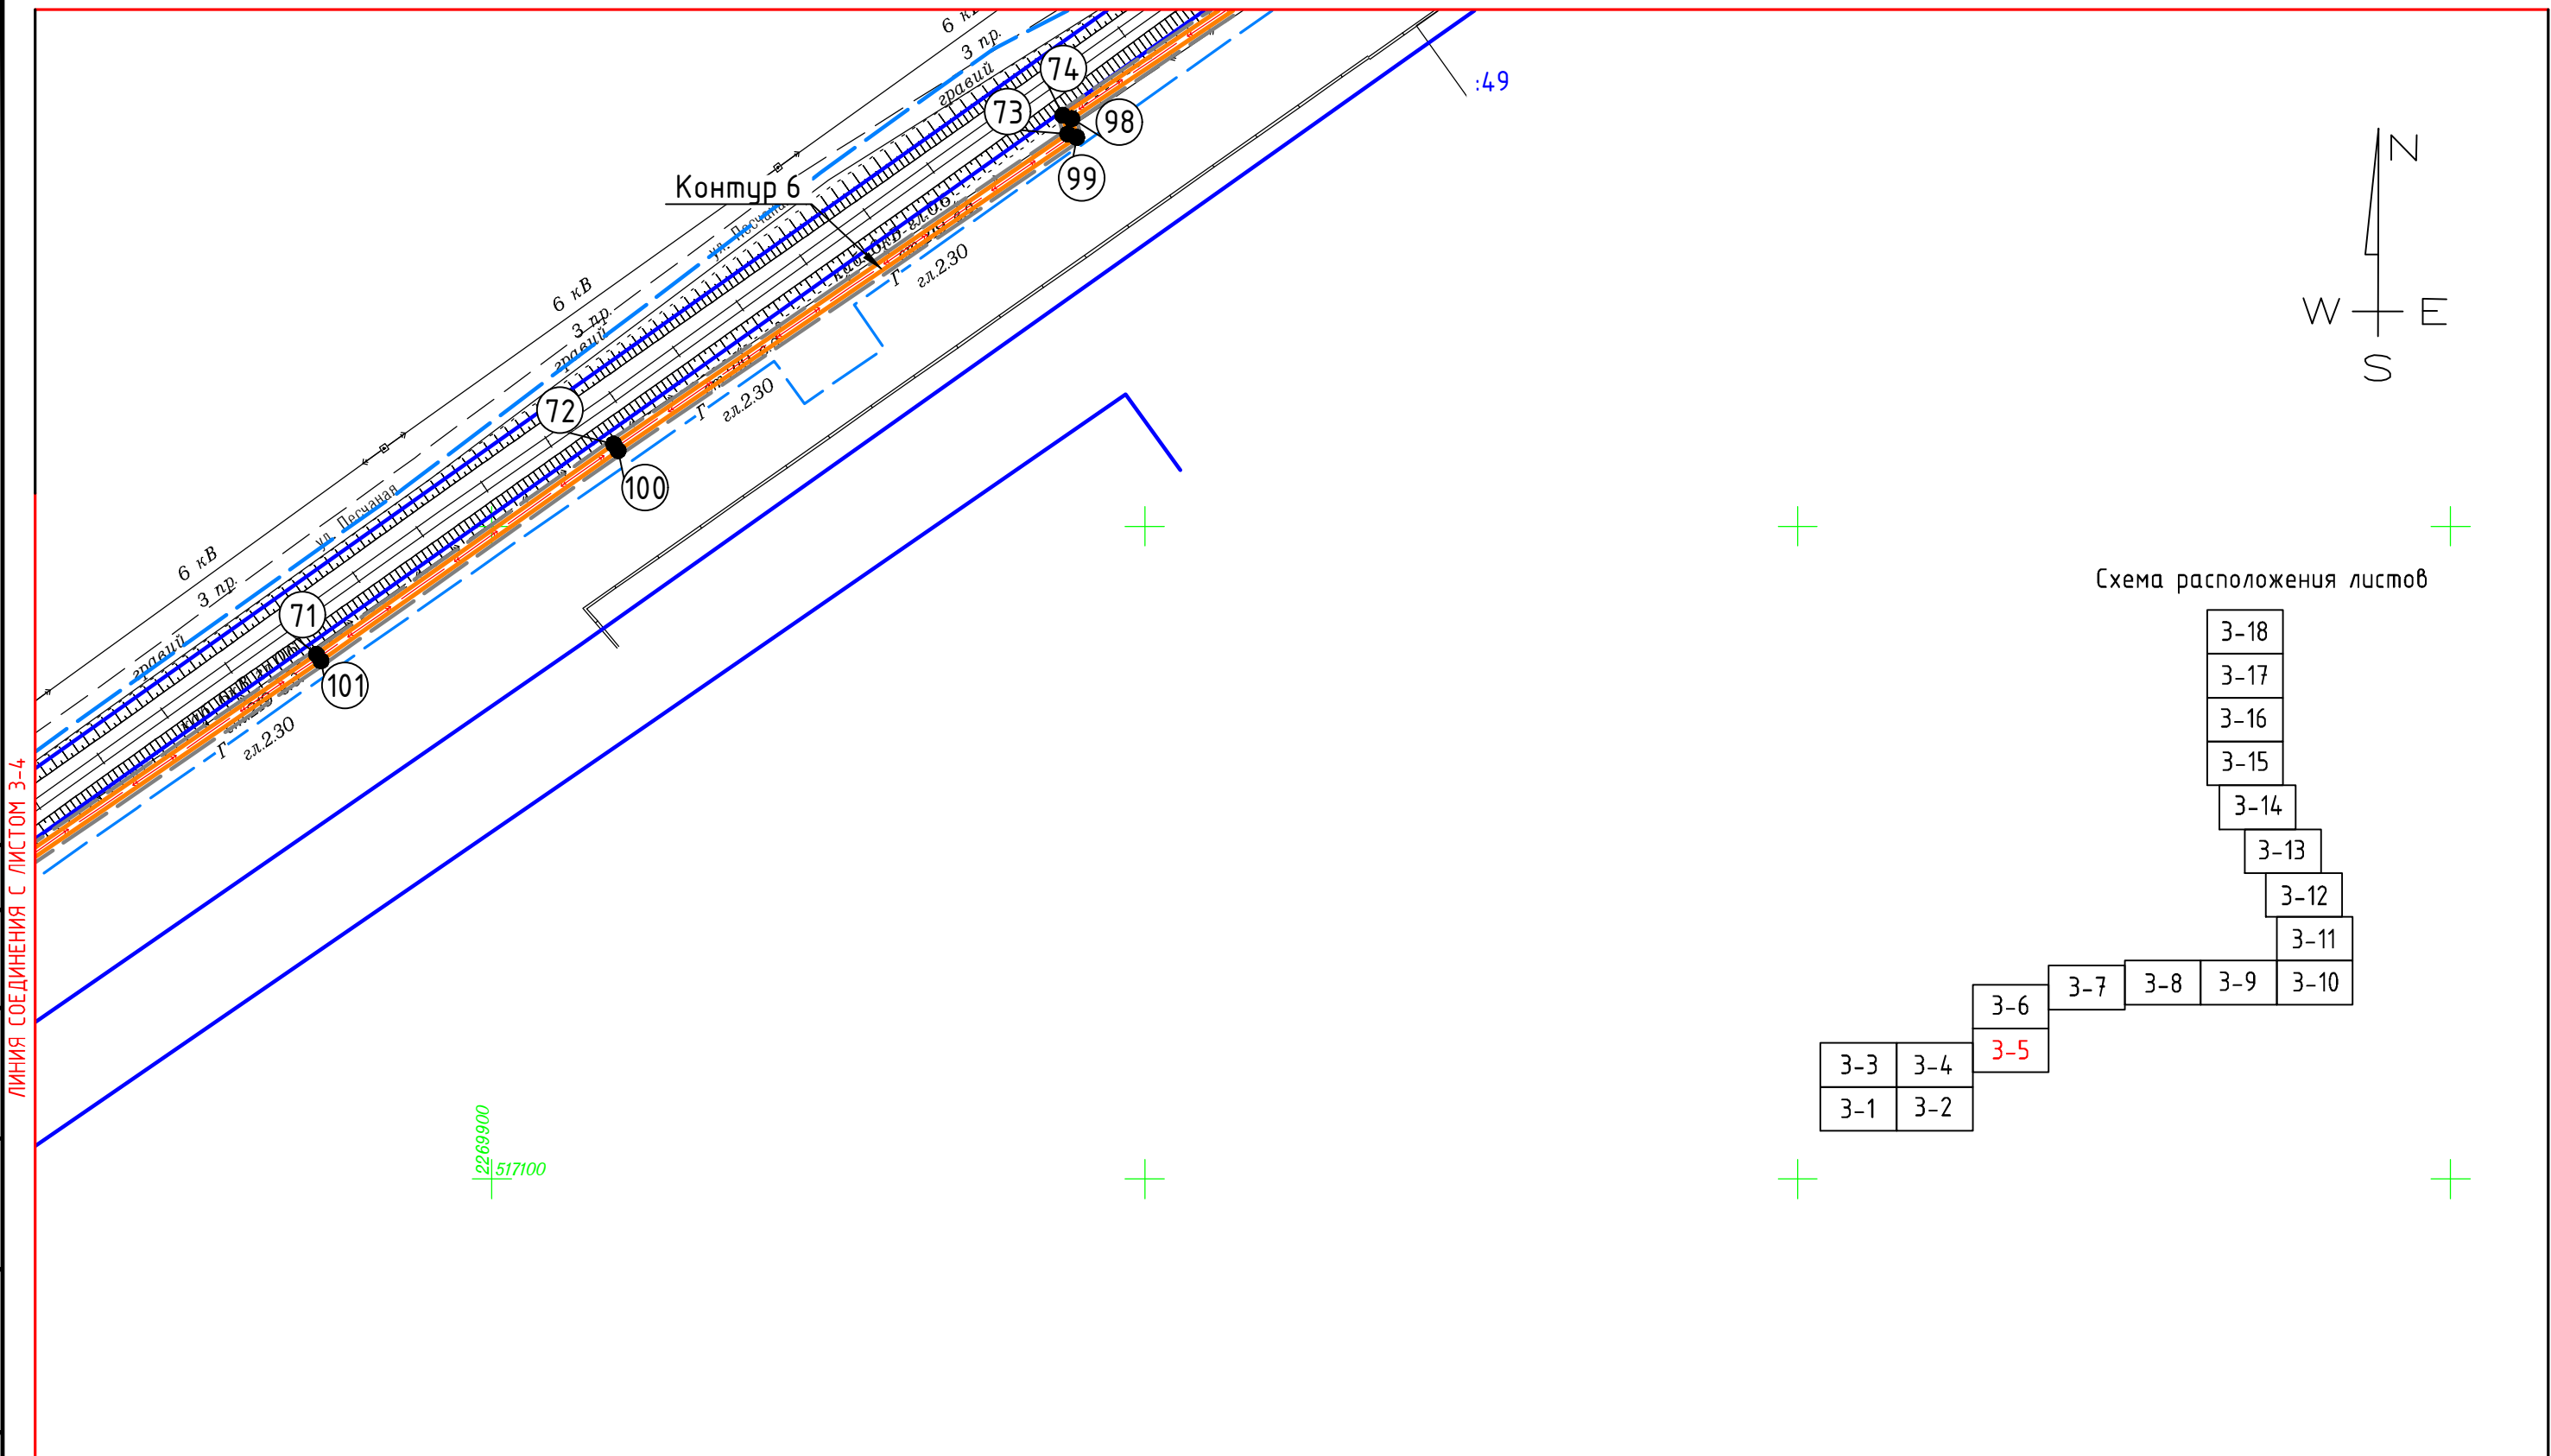 6 кВ
3 пр.
гравий
74
73
98
99
:49
N
W E
S
Контур 6
ул. Песчаная
гл.0.6
Г
гл.2.30
6 кВ
3 пр.
гравий
72
Г
гл.2.30
100
ул. Песчаная
6 кВ
3 пр.
71
гравий
101
Г
гл.2.30
ЛИНИЯ СОЕДИНЕНИЯ С ЛИСТОМ 3-4
2269900
517100
Схема расположения листов
3-18
3-17
3-16
3-15
3-14
3-13
3-12
3-11
3-7 3-8 3-9 3-10
3-6
3-5
3-3 3-4
3-1 3-2